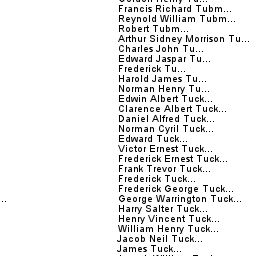 Francis Richard Tubm...
Reynold William Tubm...
Robert Tubm...
Arthur Sidney Morrison Tu...
Charles John Tu...
Edward Jaspar Tu...
Frederick Tu...
Harold James Tu...
Norman Henry Tu...
Edwin Albert Tuck...
Clarence Albert Tuck...
Daniel Alfred Tuck...
Norman Cyril Tuck...
Edward Tuck...
Victor Ernest Tuck...
Frederick Ernest Tuck...
Frank Trevor Tuck...
Frederick Tuck...
Frederick George Tuck...
...
George Warrington Tuck...
Harry Salter Tuck...
Henry Vincent Tuck...
William Henry Tuck...
Jacob Neil Tuck...
James Tuck...